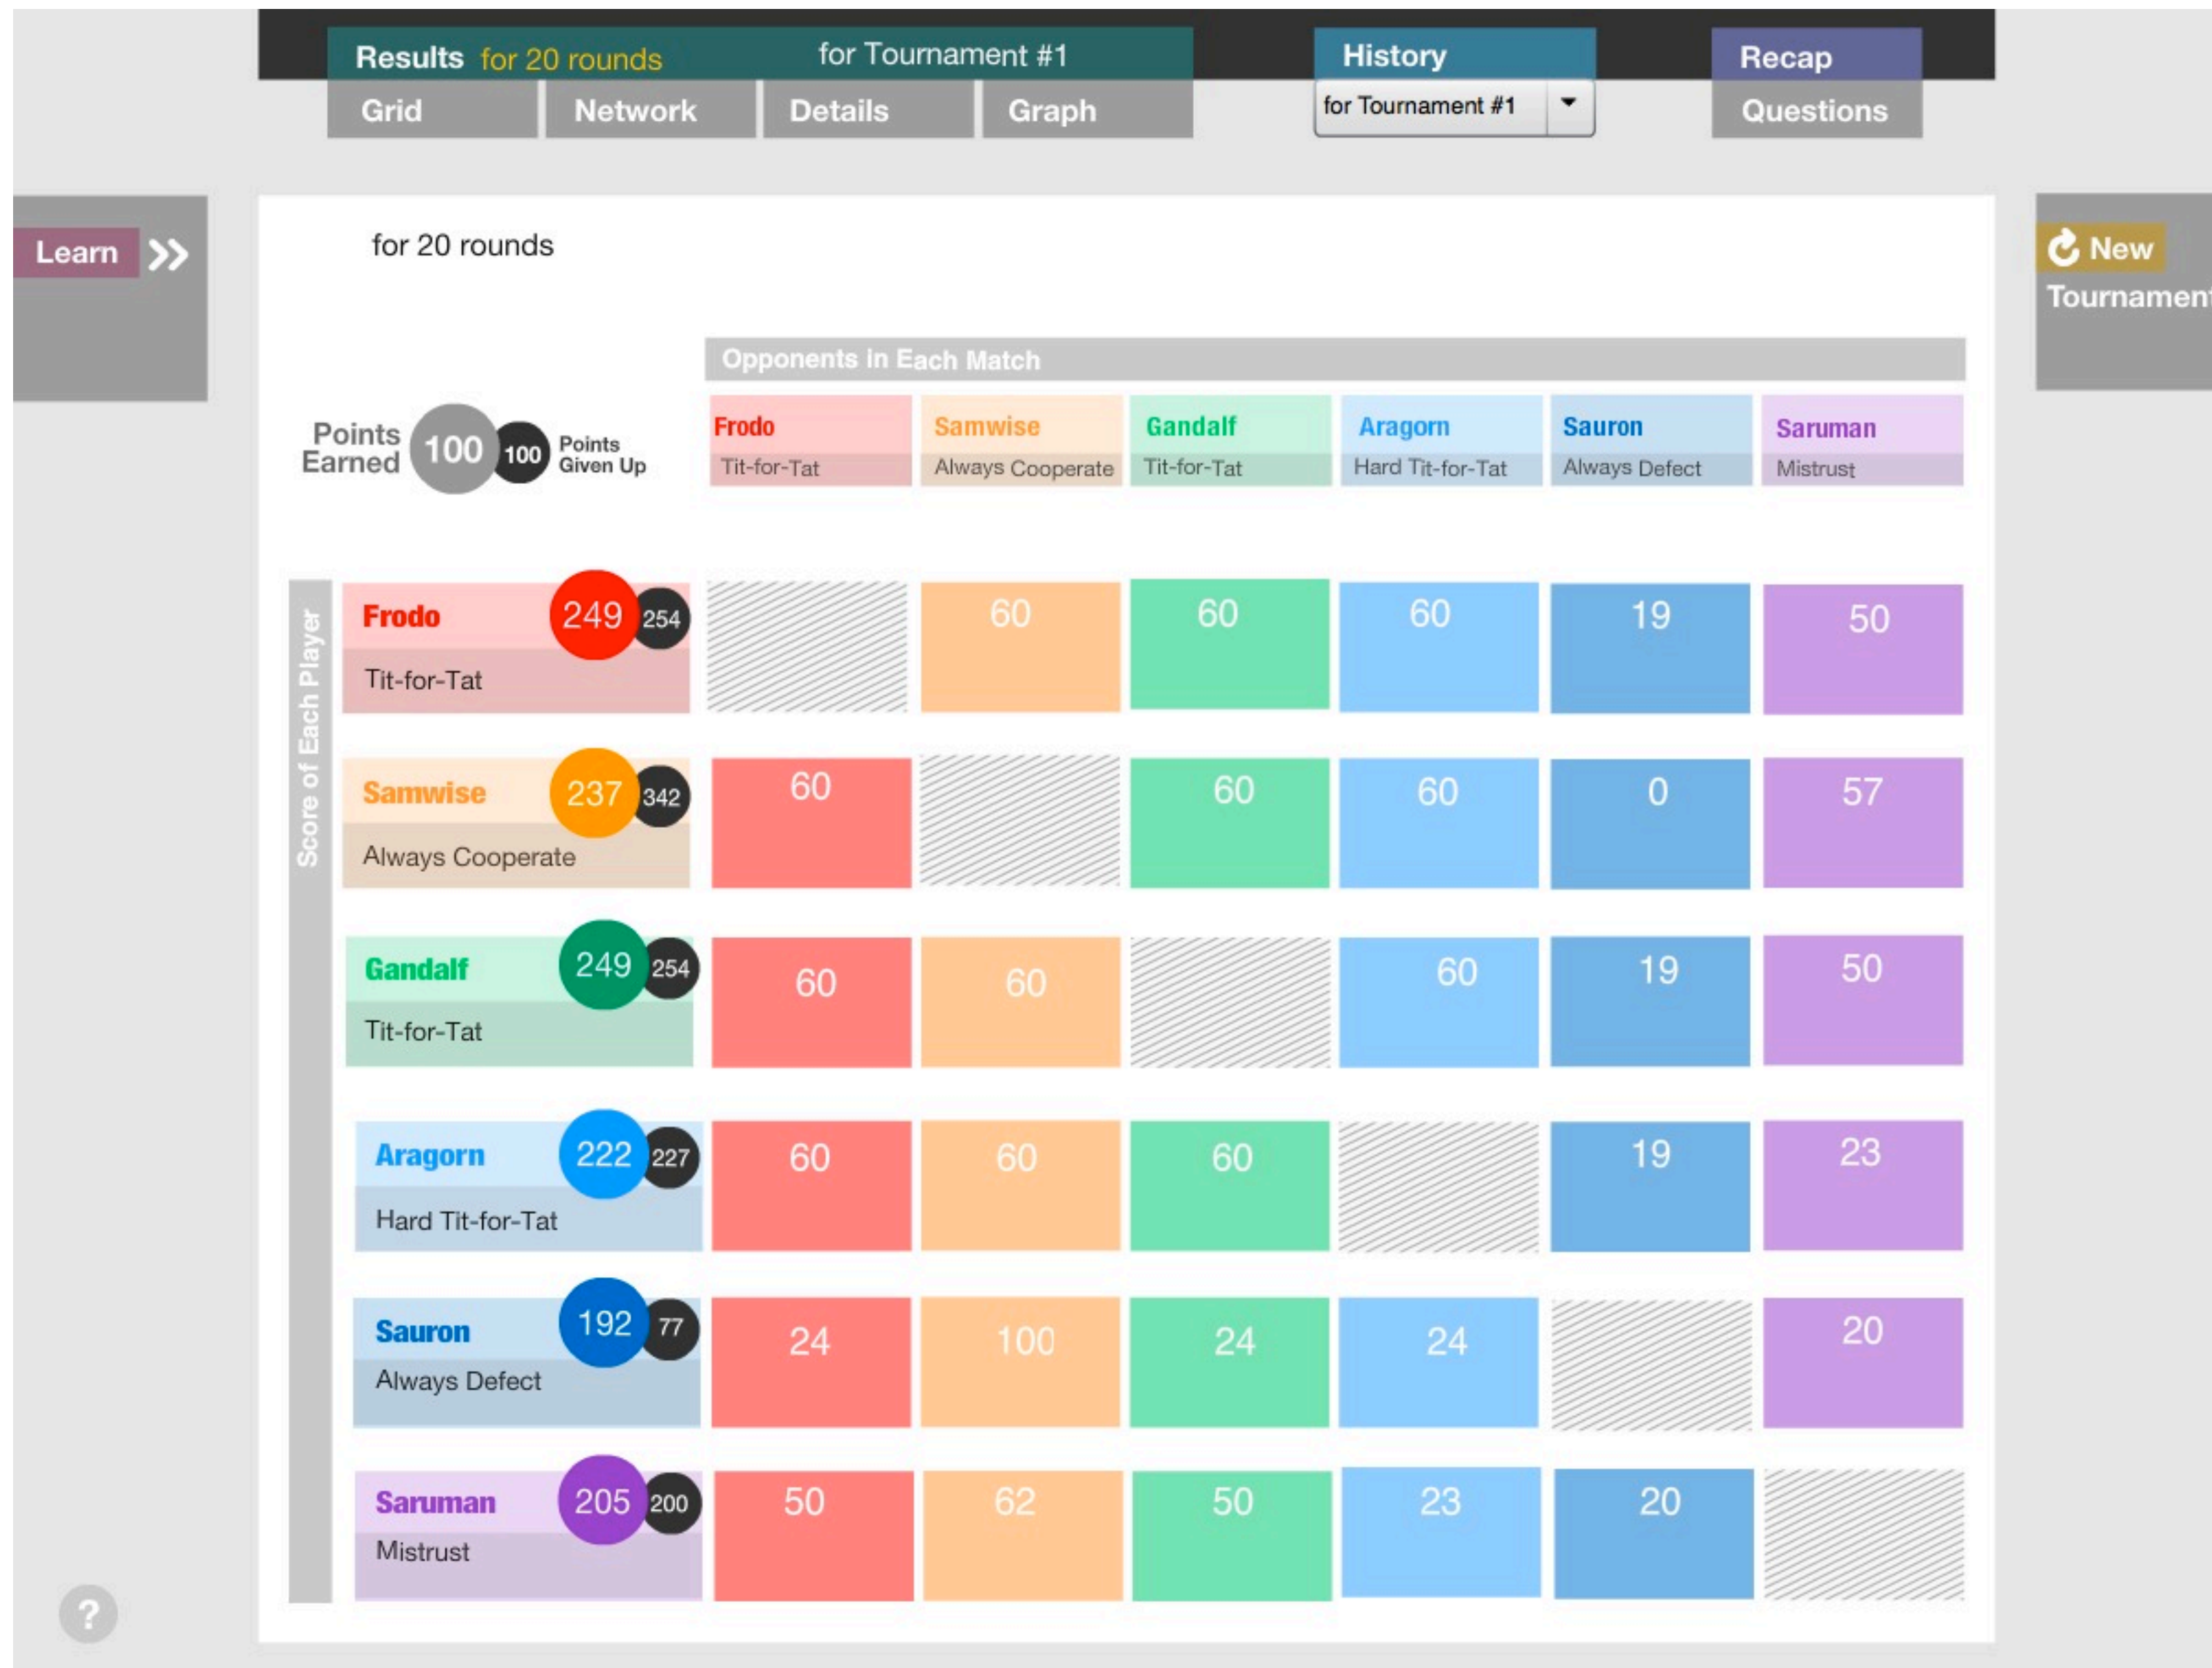 Results for 20 rounds for Tournament #1
History
Recap
Grid
Network
Details
Graph
for Tournament #1
Questions
Learn
for 20 rounds
New
Tournament
Opponents in Each Match
Points
Earned
100
100
Points
Given Up
Frodo
Tit-for-Tat
Samwise
Always Cooperate
Gandalf
Tit-for-Tat
Aragorn
Hard Tit-for-Tat
Sauron
Always Defect
Saruman
Mistrust
Score of Each Player
Frodo
249
254
Tit-for-Tat
60
60
60
19
50
Samwise
237
342
Always Cooperate
60
60
60
0
57
Gandalf
249
254
Tit-for-Tat
60
60
60
19
50
Aragorn
222
227
Hard Tit-for-Tat
60
60
60
19
23
Sauron
192
77
Always Defect
24
100
24
24
20
Saruman
205
200
Mistrust
50
62
50
23
20
?